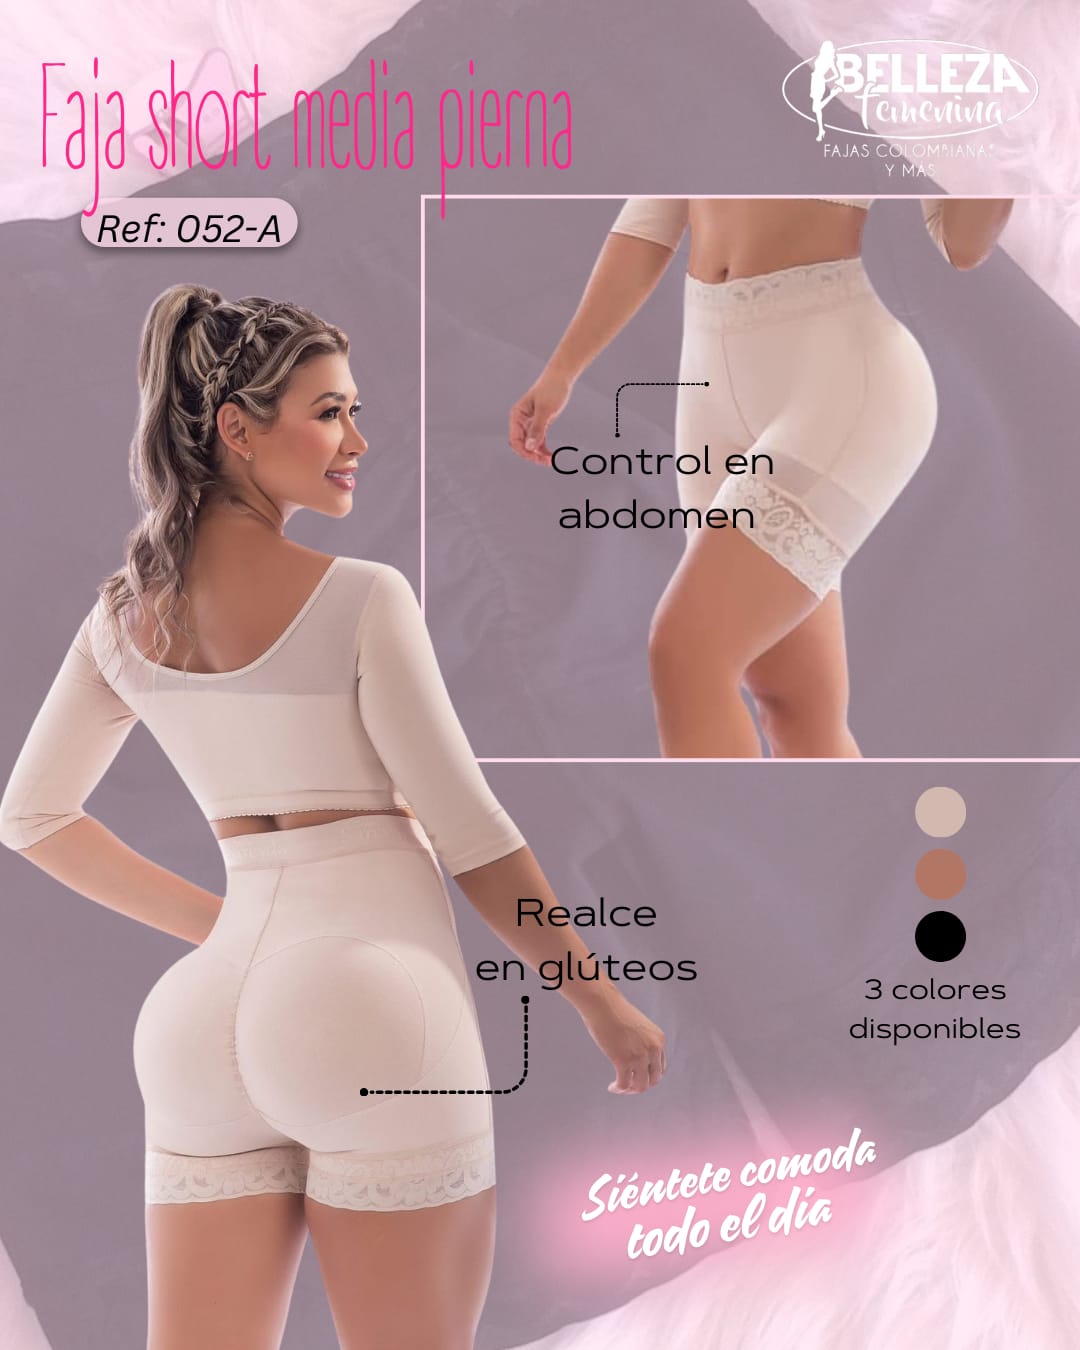 Faja short media pierna
BELLEZA
Femenina
FAJAS COLOMBIANAS
Y MÁS
Ref: 052-A
Control en
abdomen
Realce
en glúteos
3 colores
disponibles
Siéntete comoda
todo el día